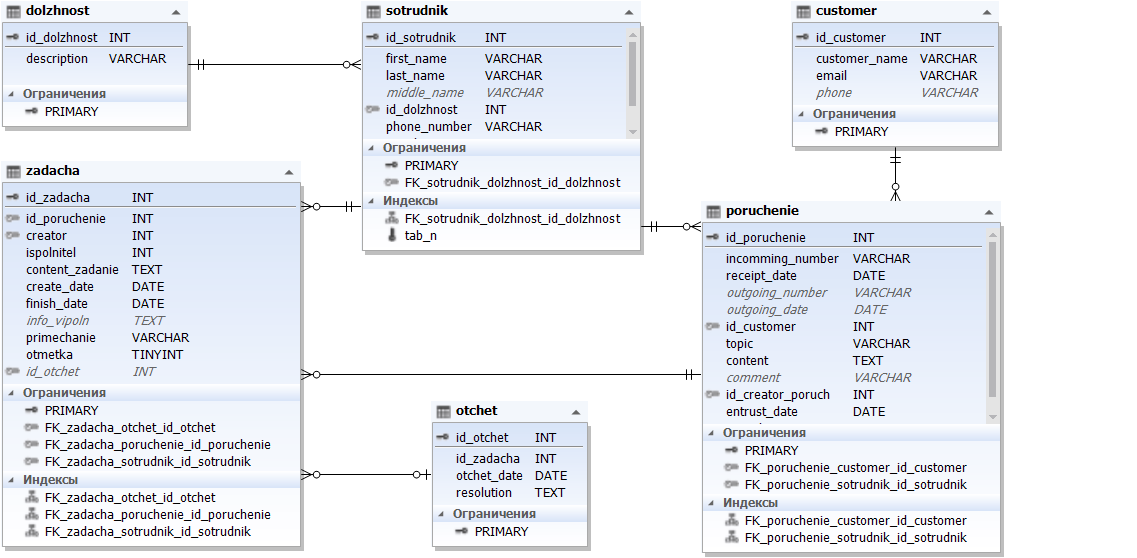 dolzhnost
id_dolzhnost INT
description VARCHAR
Ограничения
PRIMARY
sotrudnik
id_sotrudnik INT
first_name VARCHAR
last_name VARCHAR
middle_name VARCHAR
id_dolzhnost INT
phone_number VARCHAR
Ограничения
PRIMARY
FK_sotrudnik_dolzhnost_id_dolzhnost
Индексы
FK_sotrudnik_dolzhnost_id_dolzhnost
tab_n
customer
id_customer INT
customer_name VARCHAR
email VARCHAR
phone VARCHAR
Ограничения
PRIMARY
zadacha
id_zadacha INT
id_poruchenie INT
creator INT
ispolnitel INT
content_zadanie TEXT
create_date DATE
finish_date DATE
info_vipoln TEXT
primechanie VARCHAR
otmetka TINYINT
id_otchet INT
Ограничения
PRIMARY
FK_zadacha_otchet_id_otchet
FK_zadacha_poruchenie_id_poruchenie
FK_zadacha_sotrudnik_id_sotrudnik
Индексы
FK_zadacha_otchet_id_otchet
FK_zadacha_poruchenie_id_poruchenie
FK_zadacha_sotrudnik_id_sotrudnik
otchet
id_otchet INT
id_zadacha INT
otchet_date DATE
resolution TEXT
Ограничения
PRIMARY
poruchenie
id_poruchenie INT
incomming_number VARCHAR
receipt_date DATE
outgoing_number VARCHAR
outgoing_date DATE
id_customer INT
topic VARCHAR
content TEXT
comment VARCHAR
id_creator_poruch INT
entrust_date DATE
Ограничения
PRIMARY
FK_poruchenie_customer_id_customer
FK_poruchenie_sotrudnik_id_sotrudnik
Индексы
FK_poruchenie_customer_id_customer
FK_poruchenie_sotrudnik_id_sotrudnik